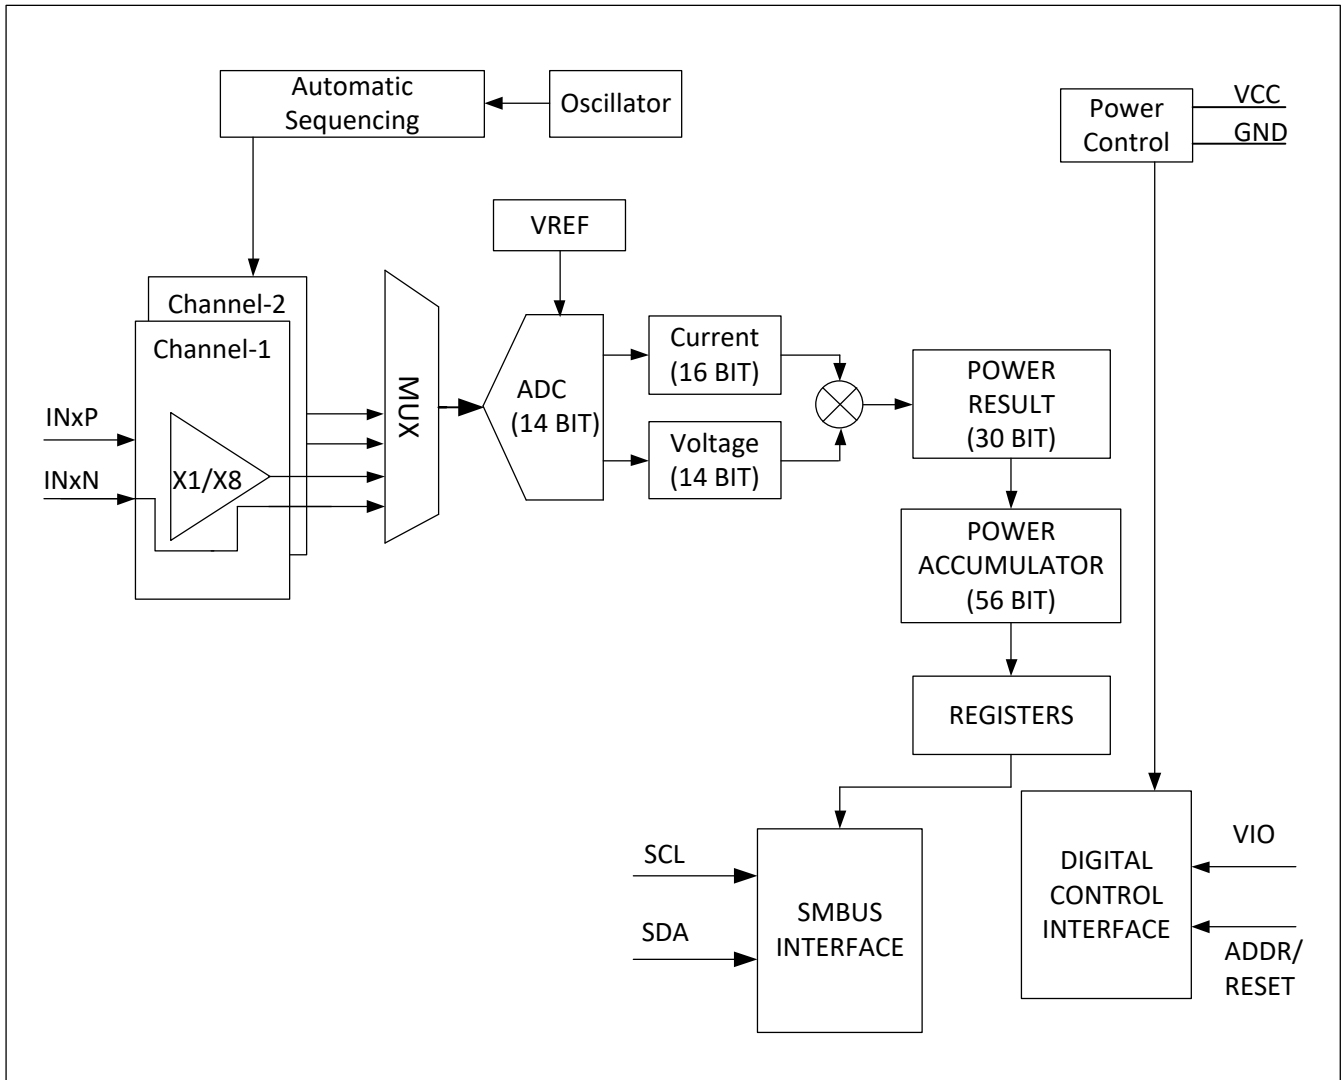 Automatic
Sequencing
Oscillator
Power
Control
VCC
GND
VREF
Channel-2
Channel-1
INxP
INxN
X1/X8
MUX
ADC
(14 BIT)
Current
(16 BIT)
Voltage
(14 BIT)
POWER
RESULT
(30 BIT)
POWER
ACCUMULATOR
(56 BIT)
REGISTERS
SCL
SDA
SMBUS
INTERFACE
DIGITAL
CONTROL
INTERFACE
VIO
ADDR/
RESET